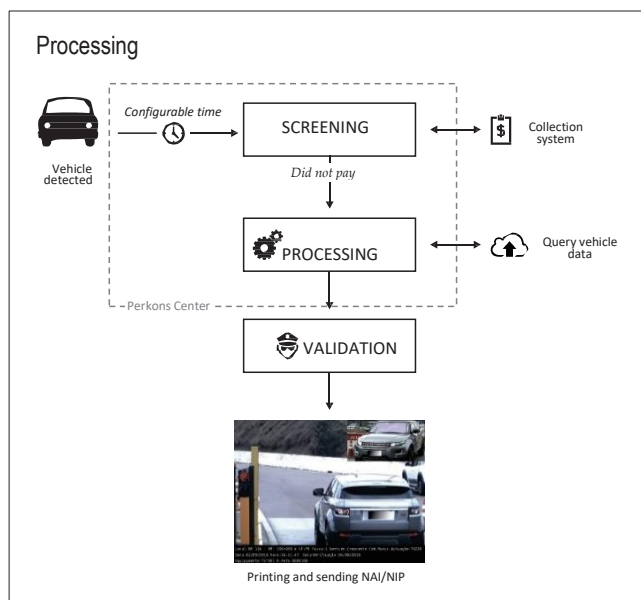 Processing
Configurable time
SCREENING
Collection
system
Vehicle
detected
Did not pay
PROCESSING
Query vehicle
data
Perkons Center
VALIDATION
Printing and sending NAI/NIP